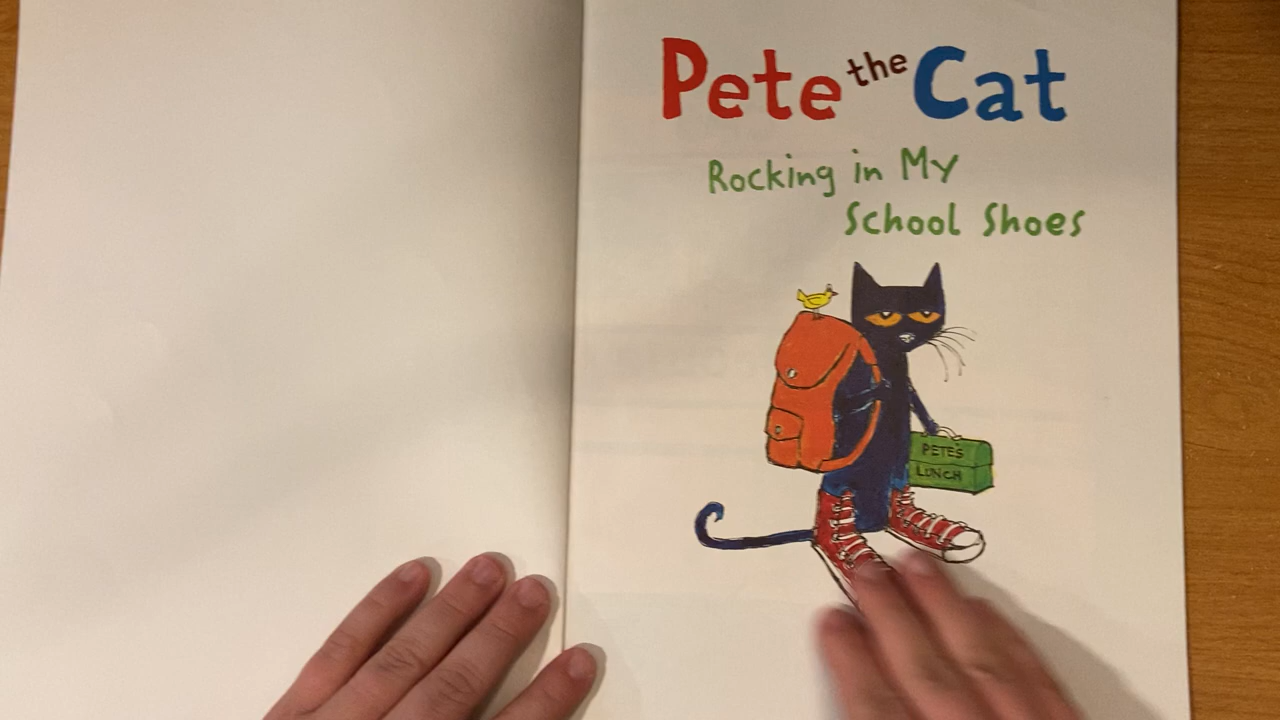 Pete the Cat
Rocking in My
School Shoes
PETE'S
LUNCH